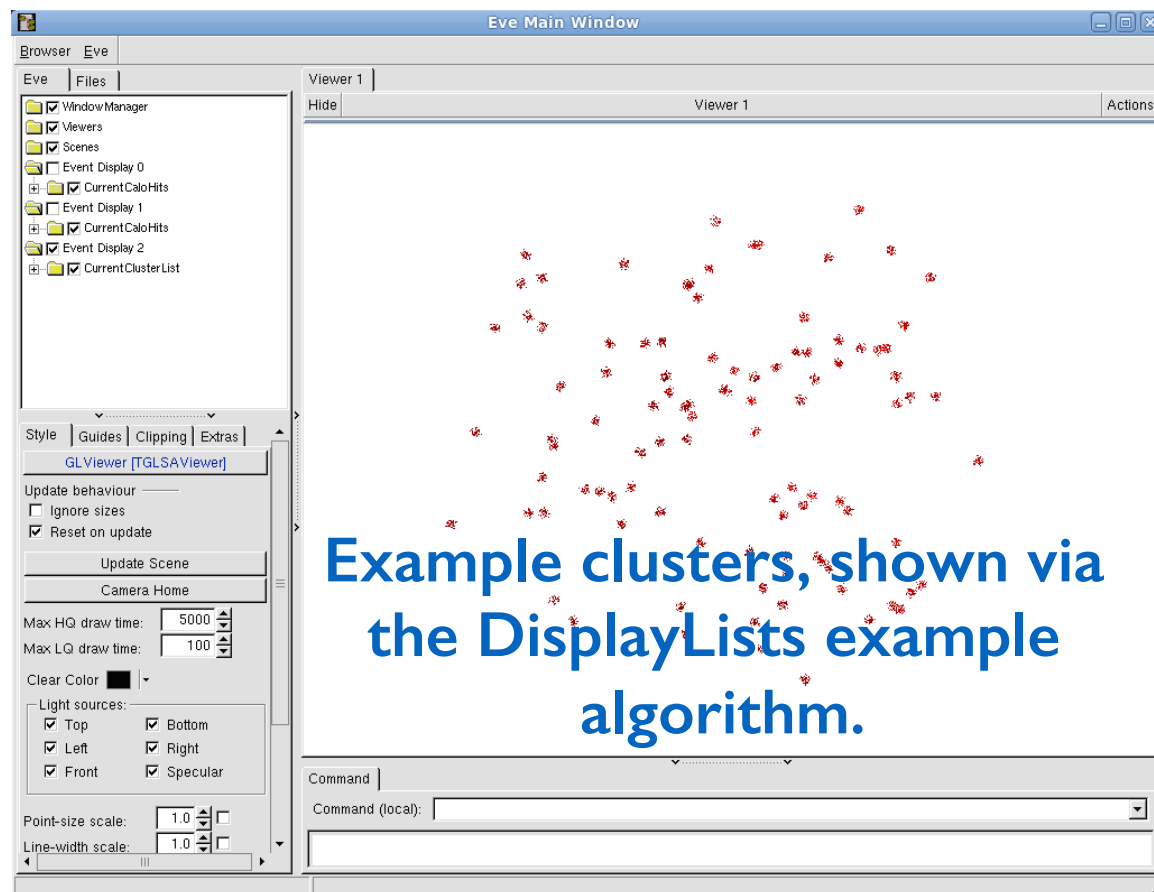 Eve Main Window
Browser Eve
Eve Files
WindowManager
Viewers
Scenes
Event Display 0
CurrentCaloHits
Event Display 1
CurrentCaloHits
Event Display 2
CurrentClusterList
Style Guides Clipping Extras
GLViewer [TGLSAViewer]
Update behaviour
Ignore sizes
Reset on update
Update Scene
Camera Home
Max HQ draw time: 5000
Max LQ draw time: 100
Clear Color
Light sources:
Top Bottom
Left Right
Front Specular
Point-size scale: 1.0
Line-width scale: 1.0
Viewer 1
Hide Viewer 1 Actions
Example clusters, shown via
the DisplayLists example
algorithm.
Command
Command (local):